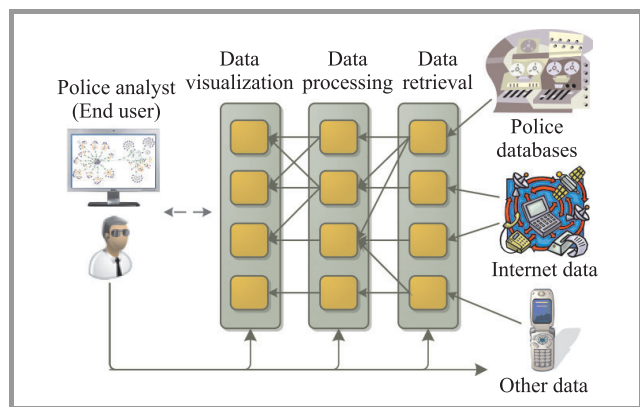 Police analyst
(End user)
Data
visualization
Data
processing
Data
retrieval
Police
databases
Internet data
Other data